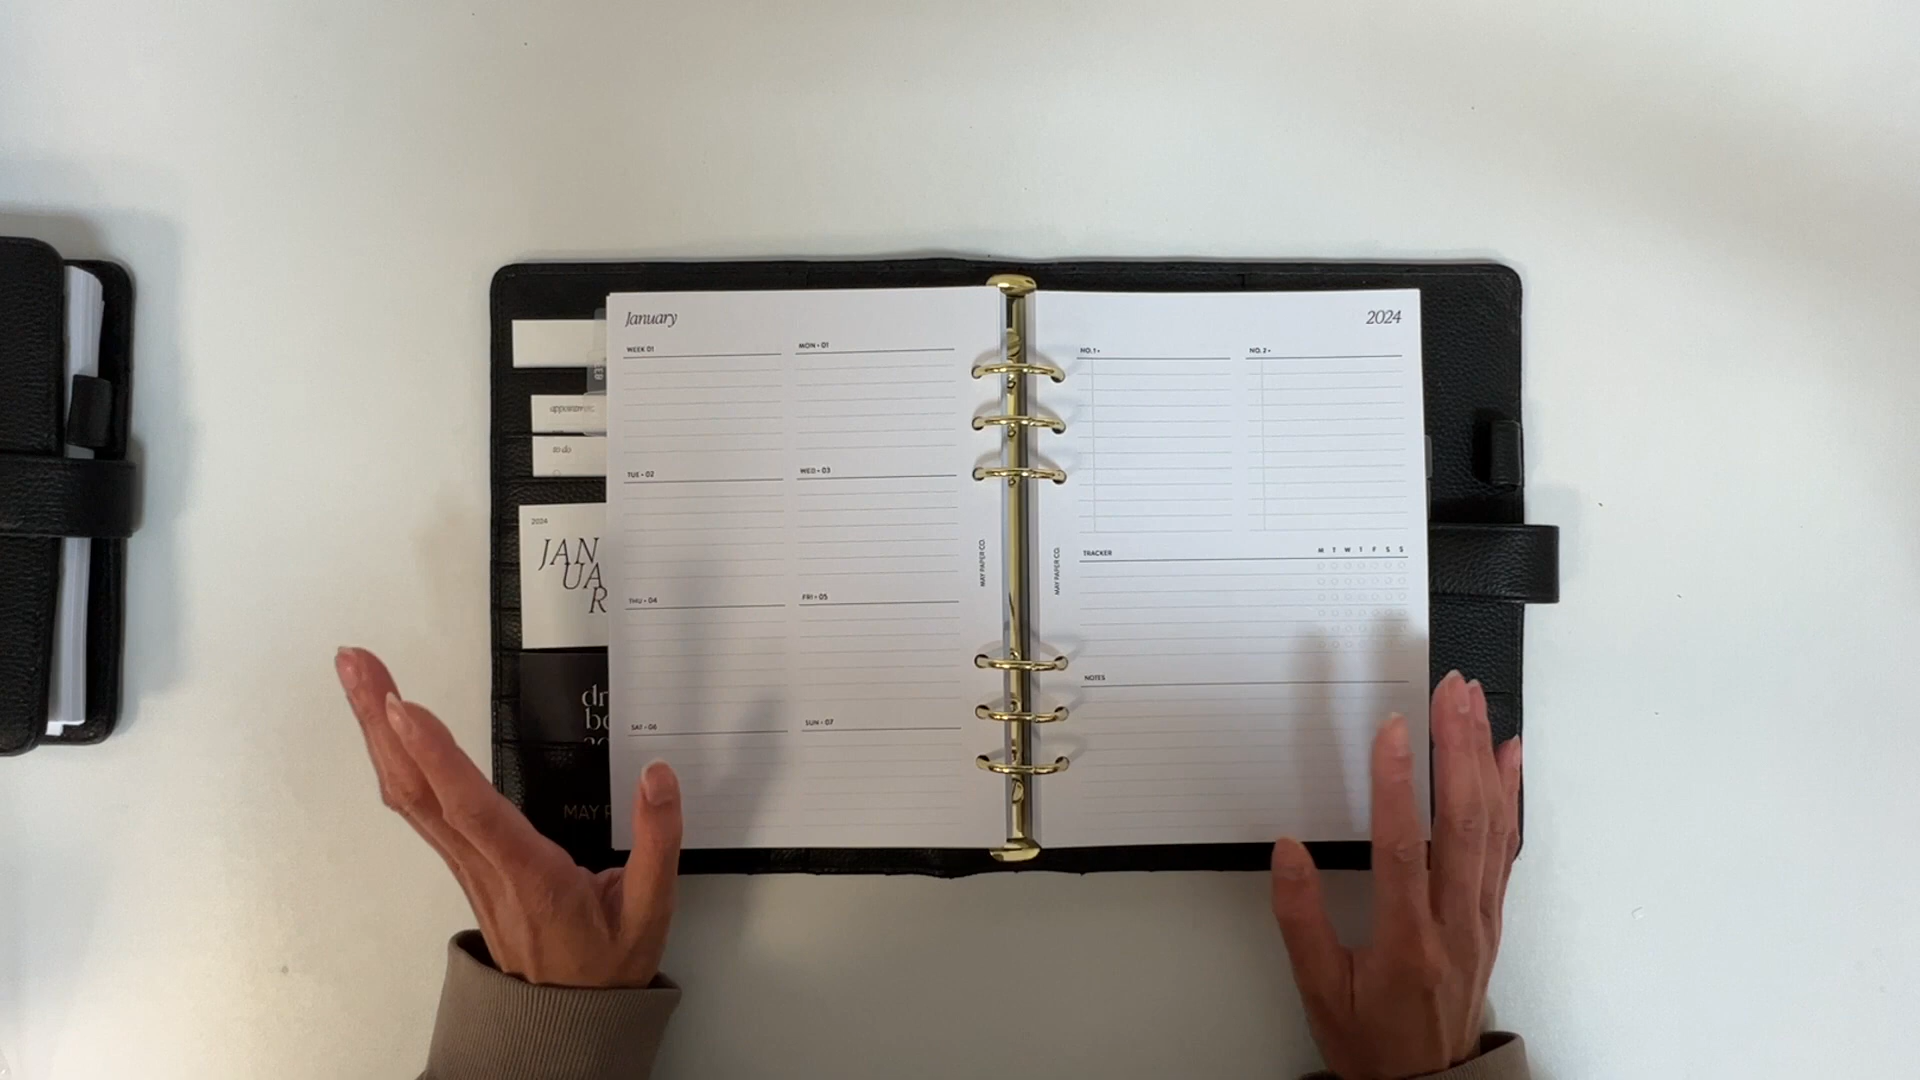 January
WEEK 01
MON • 01
TUE • 02
WED • 03
THU • 04
FRI • 05
SAT • 06
SUN • 07
MAY PAPER CO.
2024
NO. 1 •
NO. 2 •
TRACKER
M T W T F S S
NOTES
MAY PAPER CO.
to do
2024
JAN
UA
R
MAY